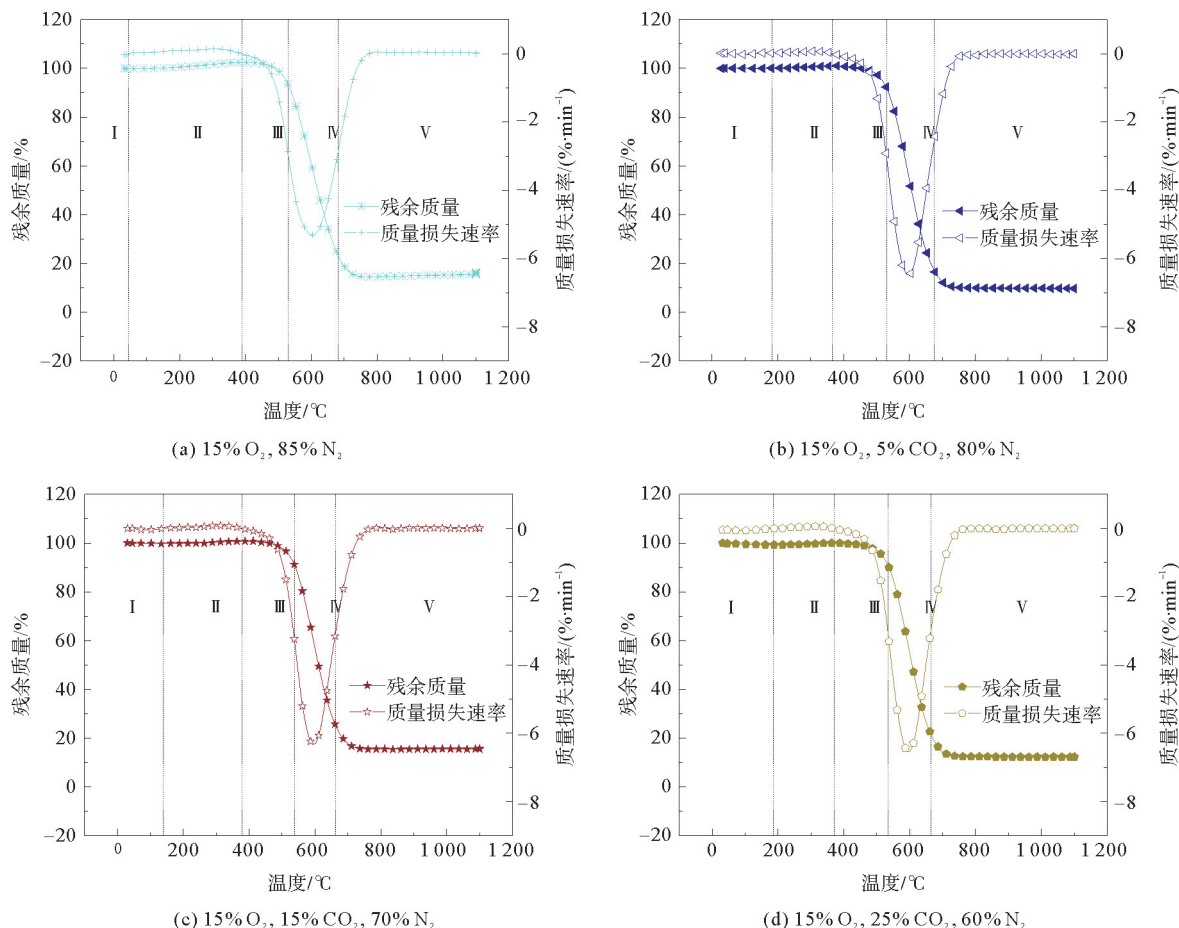 120
100
80
60
40
20
0
−20
残余质量/%
Ⅰ
Ⅱ
Ⅲ
Ⅳ
Ⅴ
残余质量
质量损失速率
0
−2
−4
−6
−8
质量损失速率/(%·min⁻¹)
0 200 400 600 800 1 000 1 200
温度/℃
(a) 15% O₂, 85% N₂
120
100
80
60
40
20
0
−20
残余质量/%
Ⅰ
Ⅱ
Ⅲ
Ⅳ
Ⅴ
残余质量
质量损失速率
0
−2
−4
−6
−8
质量损失速率/(%·min⁻¹)
0 200 400 600 800 1 000 1 200
温度/℃
(b) 15% O₂, 5% CO₂, 80% N₂
120
100
80
60
40
20
0
−20
残余质量/%
Ⅰ
Ⅱ
Ⅲ
Ⅳ
Ⅴ
残余质量
质量损失速率
0
−2
−4
−6
−8
质量损失速率/(%·min⁻¹)
0 200 400 600 800 1 000 1 200
温度/℃
(c) 15% O₂, 15% CO₂, 70% N₂
120
100
80
60
40
20
0
−20
残余质量/%
Ⅰ
Ⅱ
Ⅲ
Ⅳ
Ⅴ
残余质量
质量损失速率
0
−2
−4
−6
−8
质量损失速率/(%·min⁻¹)
0 200 400 600 800 1 000 1 200
温度/℃
(d) 15% O₂, 25% CO₂, 60% N₂